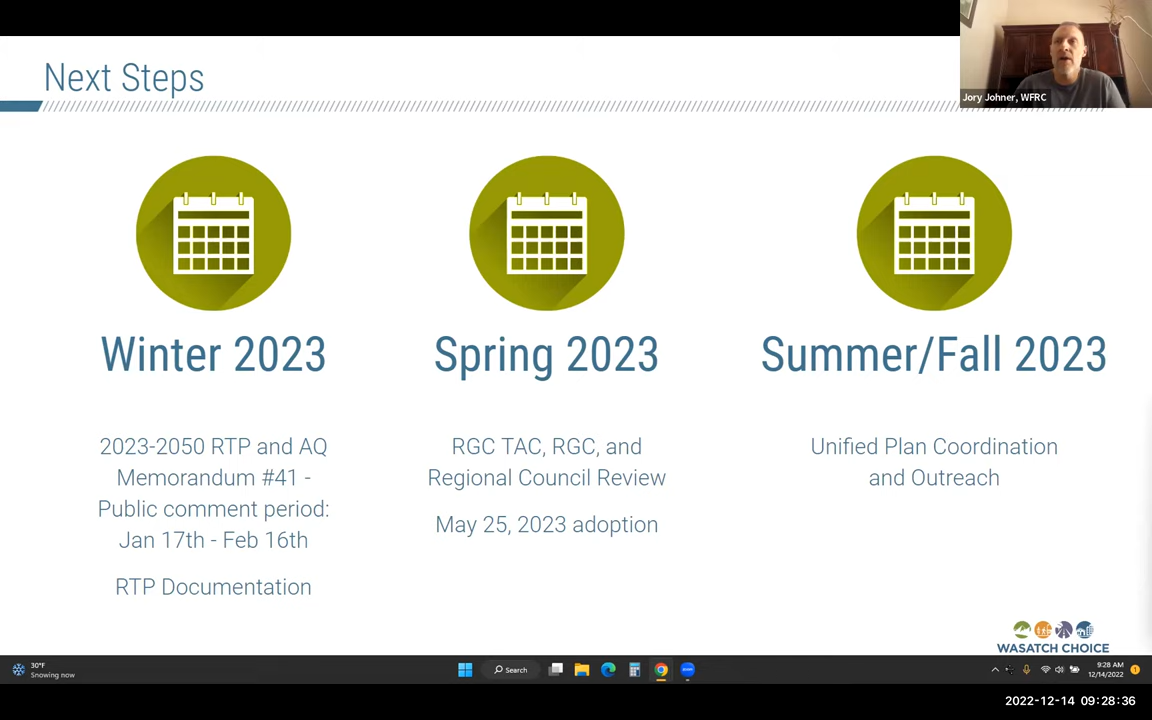 Next Steps
Jory Johner, WFRC
Winter 2023
2023-2050 RTP and AQ
Memorandum #41 -
Public comment period:
Jan 17th - Feb 16th
RTP Documentation
Spring 2023
RGC TAC, RGC, and
Regional Council Review
May 25, 2023 adoption
Summer/Fall 2023
Unified Plan Coordination
and Outreach
WASATCH CHOICE
30°F
Snowing now
Search
9:28 AM
12/14/2022
1
2022-12-14 09:28:36